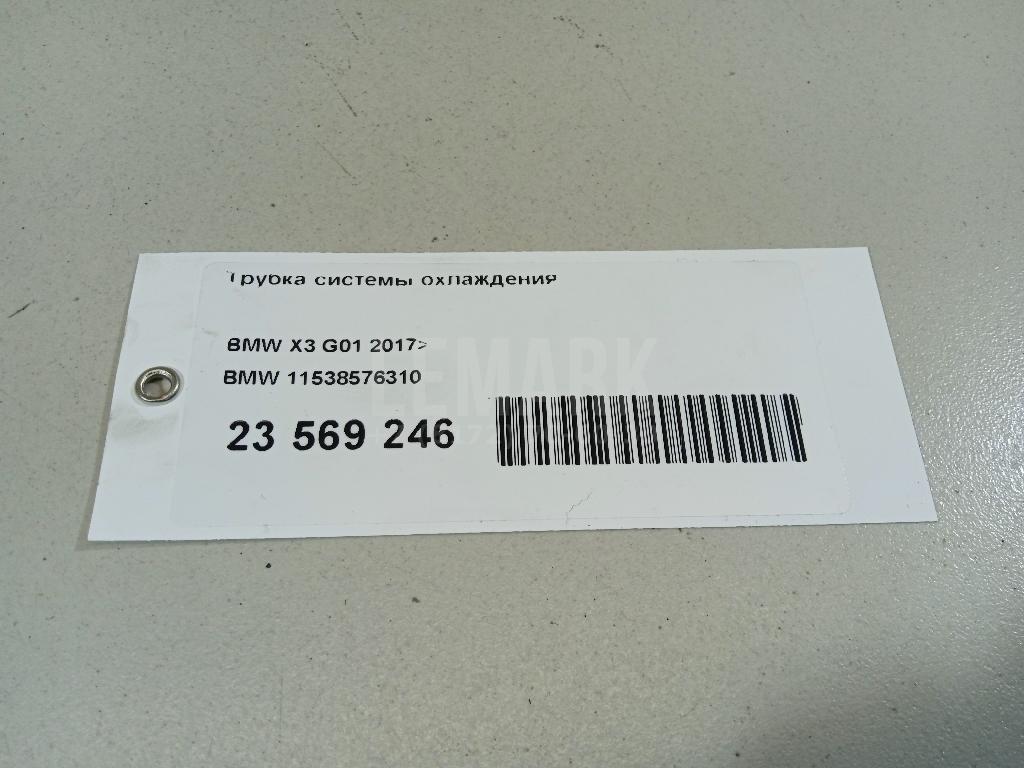 Трубка системы охлаждения
BMW X3 G01 2017>
BMW 11538576310
LEMARK
23 569 246